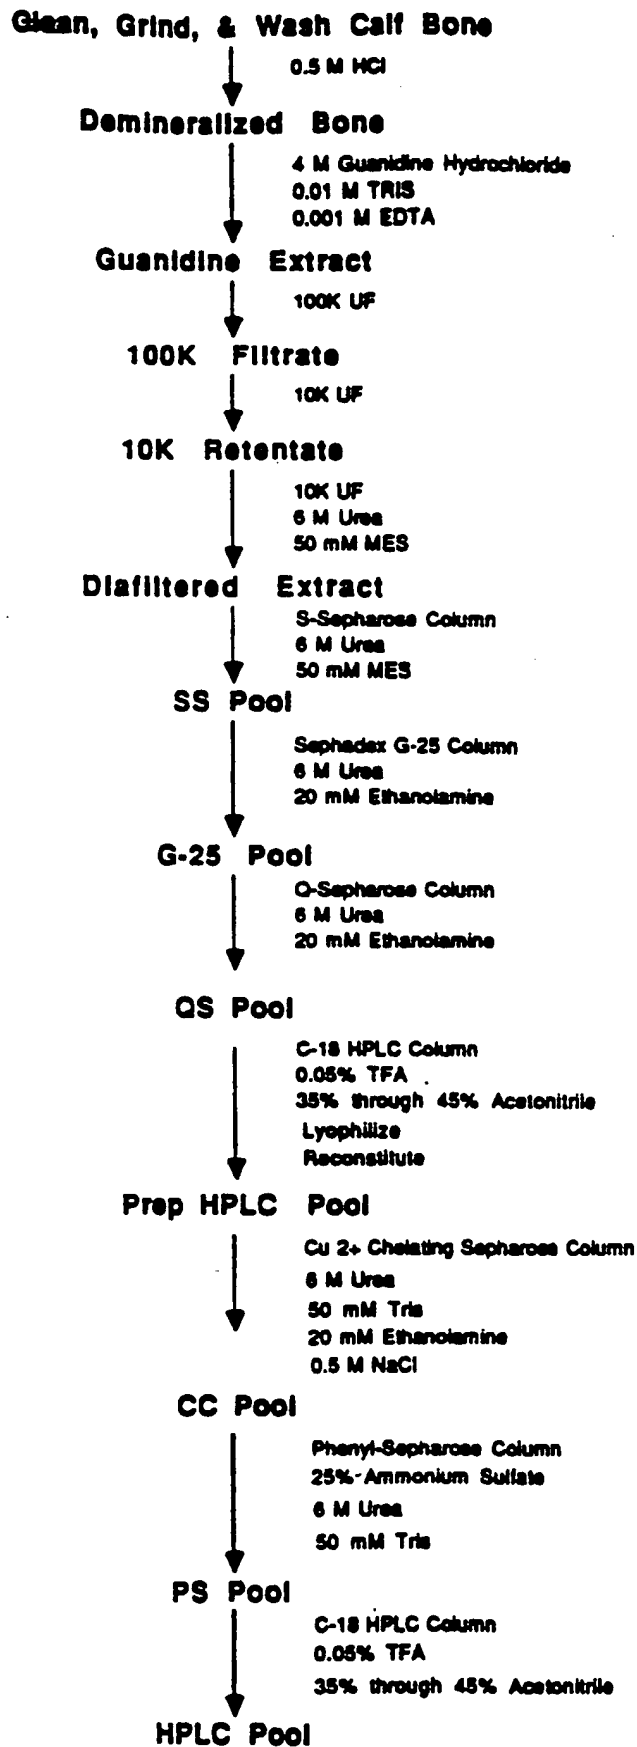 Clean, Grind, & Wash Calf Bone
0.5 M HCl
Demineralized Bone
4 M Guanidine Hydrochloride
0.01 M TRIS
0.001 M EDTA
Guanidine Extract
100K UF
100K Filtrate
10K UF
10K Retentate
10K UF
6 M Urea
50 mM MES
Diafiltered Extract
S-Sepharose Column
6 M Urea
50 mM MES
SS Pool
Sephadex G-25 Column
6 M Urea
20 mM Ethanolamine
G-25 Pool
Q-Sepharose Column
6 M Urea
20 mM Ethanolamine
QS Pool
C-18 HPLC Column
0.05% TFA
35% through 45% Acetonitrile
Lyophilize
Reconstitute
Prep HPLC Pool
Cu 2+ Chelating Sepharose Column
6 M Urea
50 mM Tris
20 mM Ethanolamine
0.5 M NaCl
CC Pool
Phenyl-Sepharose Column
25% Ammonium Sulfate
6 M Urea
50 mM Tris
PS Pool
C-18 HPLC Column
0.05% TFA
35% through 45% Acetonitrile
HPLC Pool